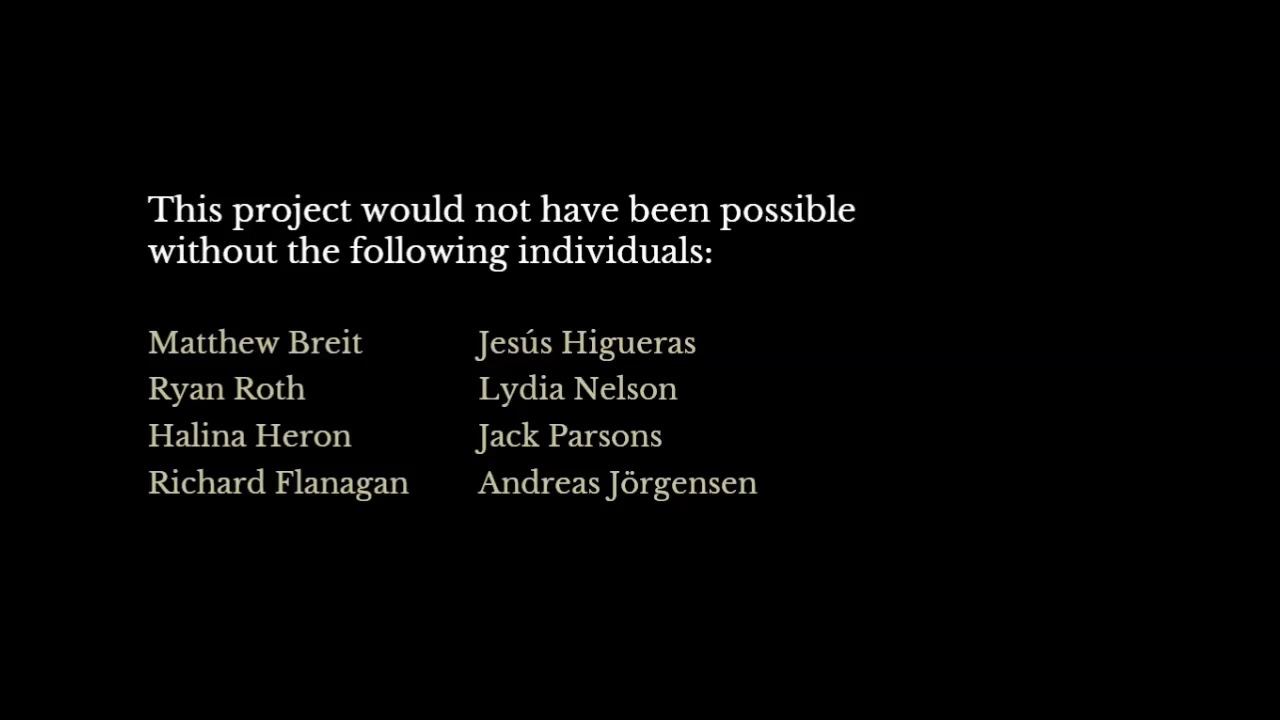 This project would not have been possible
without the following individuals:
Matthew Breit
Ryan Roth
Halina Heron
Richard Flanagan
Jesús Higueras
Lydia Nelson
Jack Parsons
Andreas Jörgensen